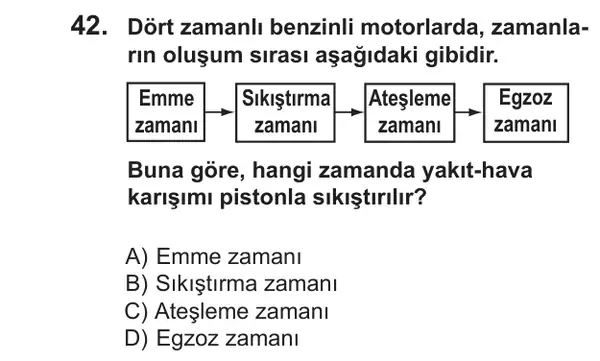 42. Dört zamanlı benzinli motorlarda, zamanla-
rın oluşum sırası aşağıdaki gibidir.
Emme zamanı
Sıkıştırma zamanı
Ateşleme zamanı
Egzoz zamanı
Buna göre, hangi zamanda yakıt-hava
karışımı pistonla sıkıştırılır?
A) Emme zamanı
B) Sıkıştırma zamanı
C) Ateşleme zamanı
D) Egzoz zamanı